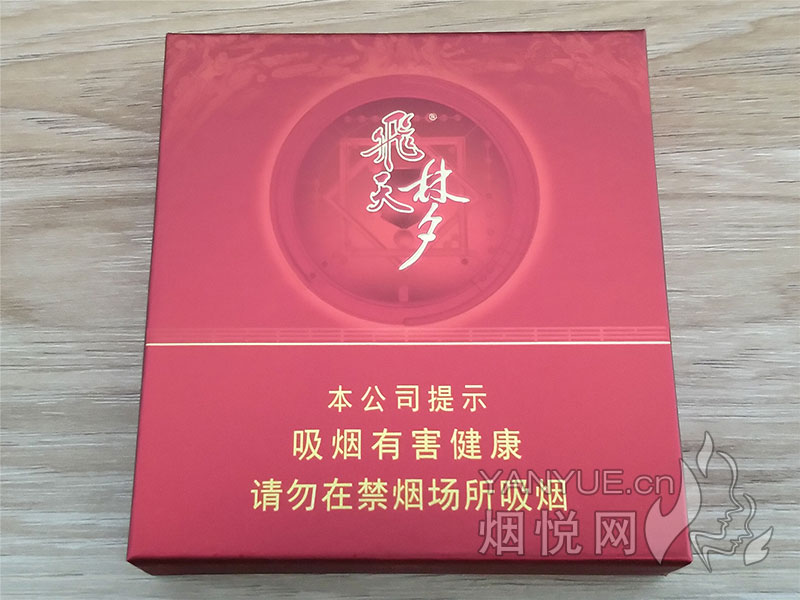 飛天
梦
®
本公司提示
吸烟有害健康
请勿在禁烟场所吸烟
YANYUE.cn
烟悦网